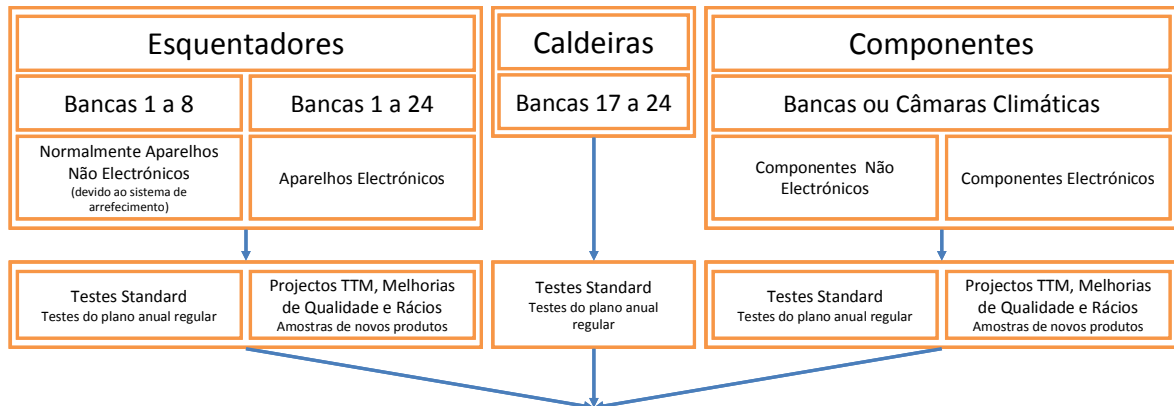 Esquentadores
Bancas 1 a 8
Bancas 1 a 24
Normalmente Aparelhos
Não Electrónicos
(devido ao sistema de
arrefecimento)
Aparelhos Electrónicos
Caldeiras
Bancas 17 a 24
Componentes
Bancas ou Câmaras Climáticas
Componentes Não
Electrónicos
Componentes Electrónicos
Testes Standard
Testes do plano anual regular
Projectos TTM, Melhorias
de Qualidade e Rácios
Amostras de novos produtos
Testes Standard
Testes do plano anual
regular
Testes Standard
Testes do plano anual regular
Projectos TTM, Melhorias
de Qualidade e Rácios
Amostras de novos produtos